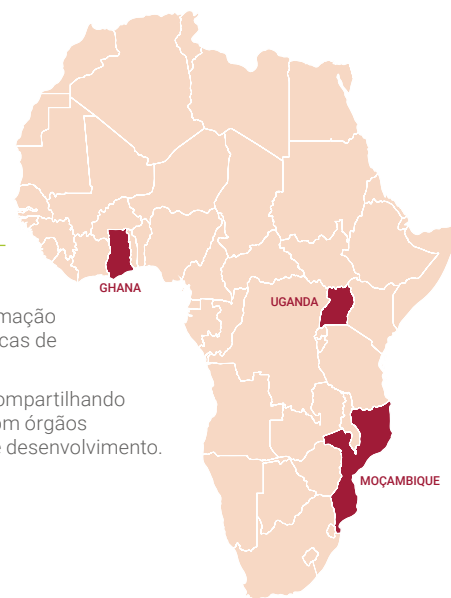 GHANA
UGANDA
mação
cas de
ompartilhando
om órgãos
e desenvolvimento.
MOÇAMBIQUE